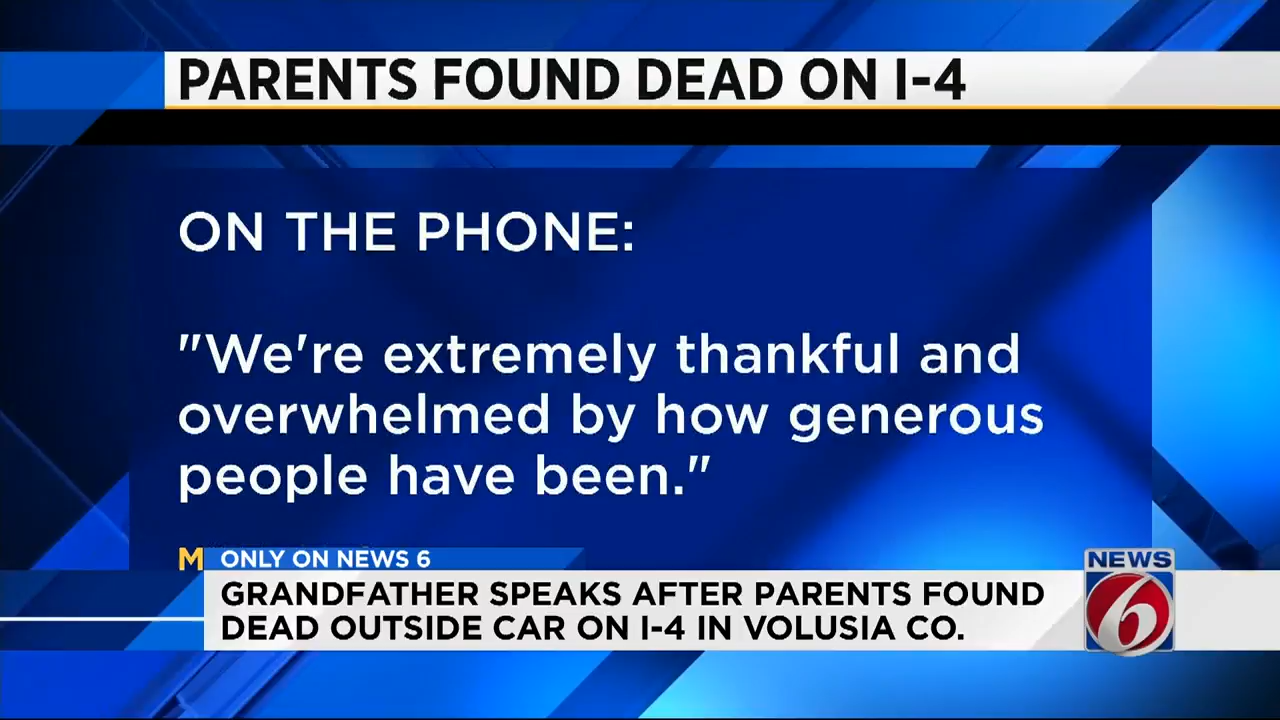 PARENTS FOUND DEAD ON I-4
ON THE PHONE:
"We're extremely thankful and
overwhelmed by how generous
people have been."
M
ONLY ON NEWS 6
GRANDFATHER SPEAKS AFTER PARENTS FOUND
DEAD OUTSIDE CAR ON I-4 IN VOLUSIA CO.
NEWS
6